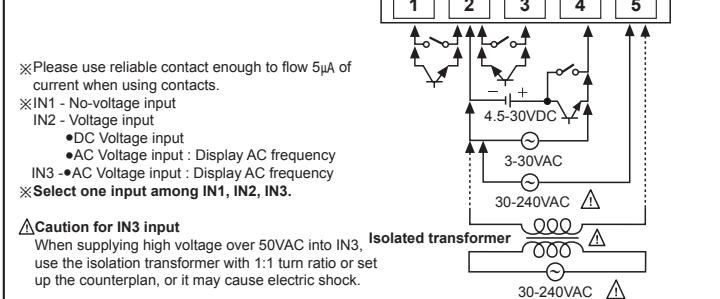 1 2 3 4 5
※Please use reliable contact enough to flow 5㎂ of
current when using contacts.
※IN1 - No-voltage input
IN2 - Voltage input
●DC Voltage input
●AC Voltage input : Display AC frequency
IN3 -●AC Voltage input : Display AC frequency
※Select one input among IN1, IN2, IN3.
⚠Caution for IN3 input
When supplying high voltage over 50VAC into IN3,
use the isolation transformer with 1:1 turn ratio or set
up the counterplan, or it may cause electric shock.
− +
4.5-30VDC
3-30VAC
30-240VAC ⚠
Isolated transformer ⚠
30-240VAC ⚠